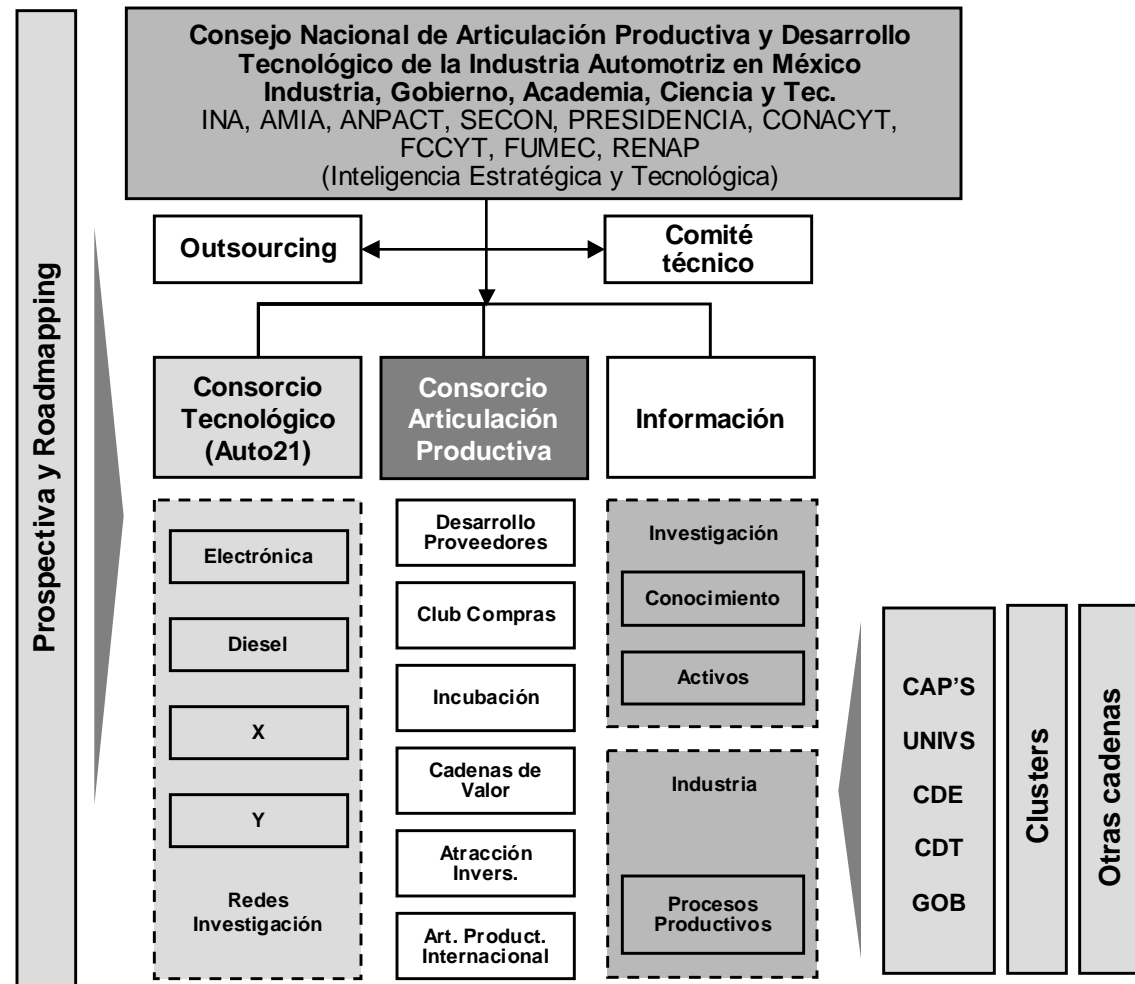 Prospectiva y Roadmapping
Consejo Nacional de Articulación Productiva y Desarrollo
Tecnológico de la Industria Automotriz en México
Industria, Gobierno, Academia, Ciencia y Tec.
INA, AMIA, ANPACT, SECON, PRESIDENCIA, CONACYT,
FCCYT, FUMEC, RENAP
(Inteligencia Estratégica y Tecnológica)
Outsourcing
Comité
técnico
Consorcio
Tecnológico
(Auto21)
Consorcio
Articulación
Productiva
Información
Electrónica
Diesel
X
Y
Redes
Investigación
Desarrollo
Proveedores
Club Compras
Incubación
Cadenas de
Valor
Atracción
Invers.
Art. Product.
Internacional
Investigación
Conocimiento
Activos
Industria
Procesos
Productivos
CAP’S
UNIVS
CDE
CDT
GOB
Clusters
Otras cadenas